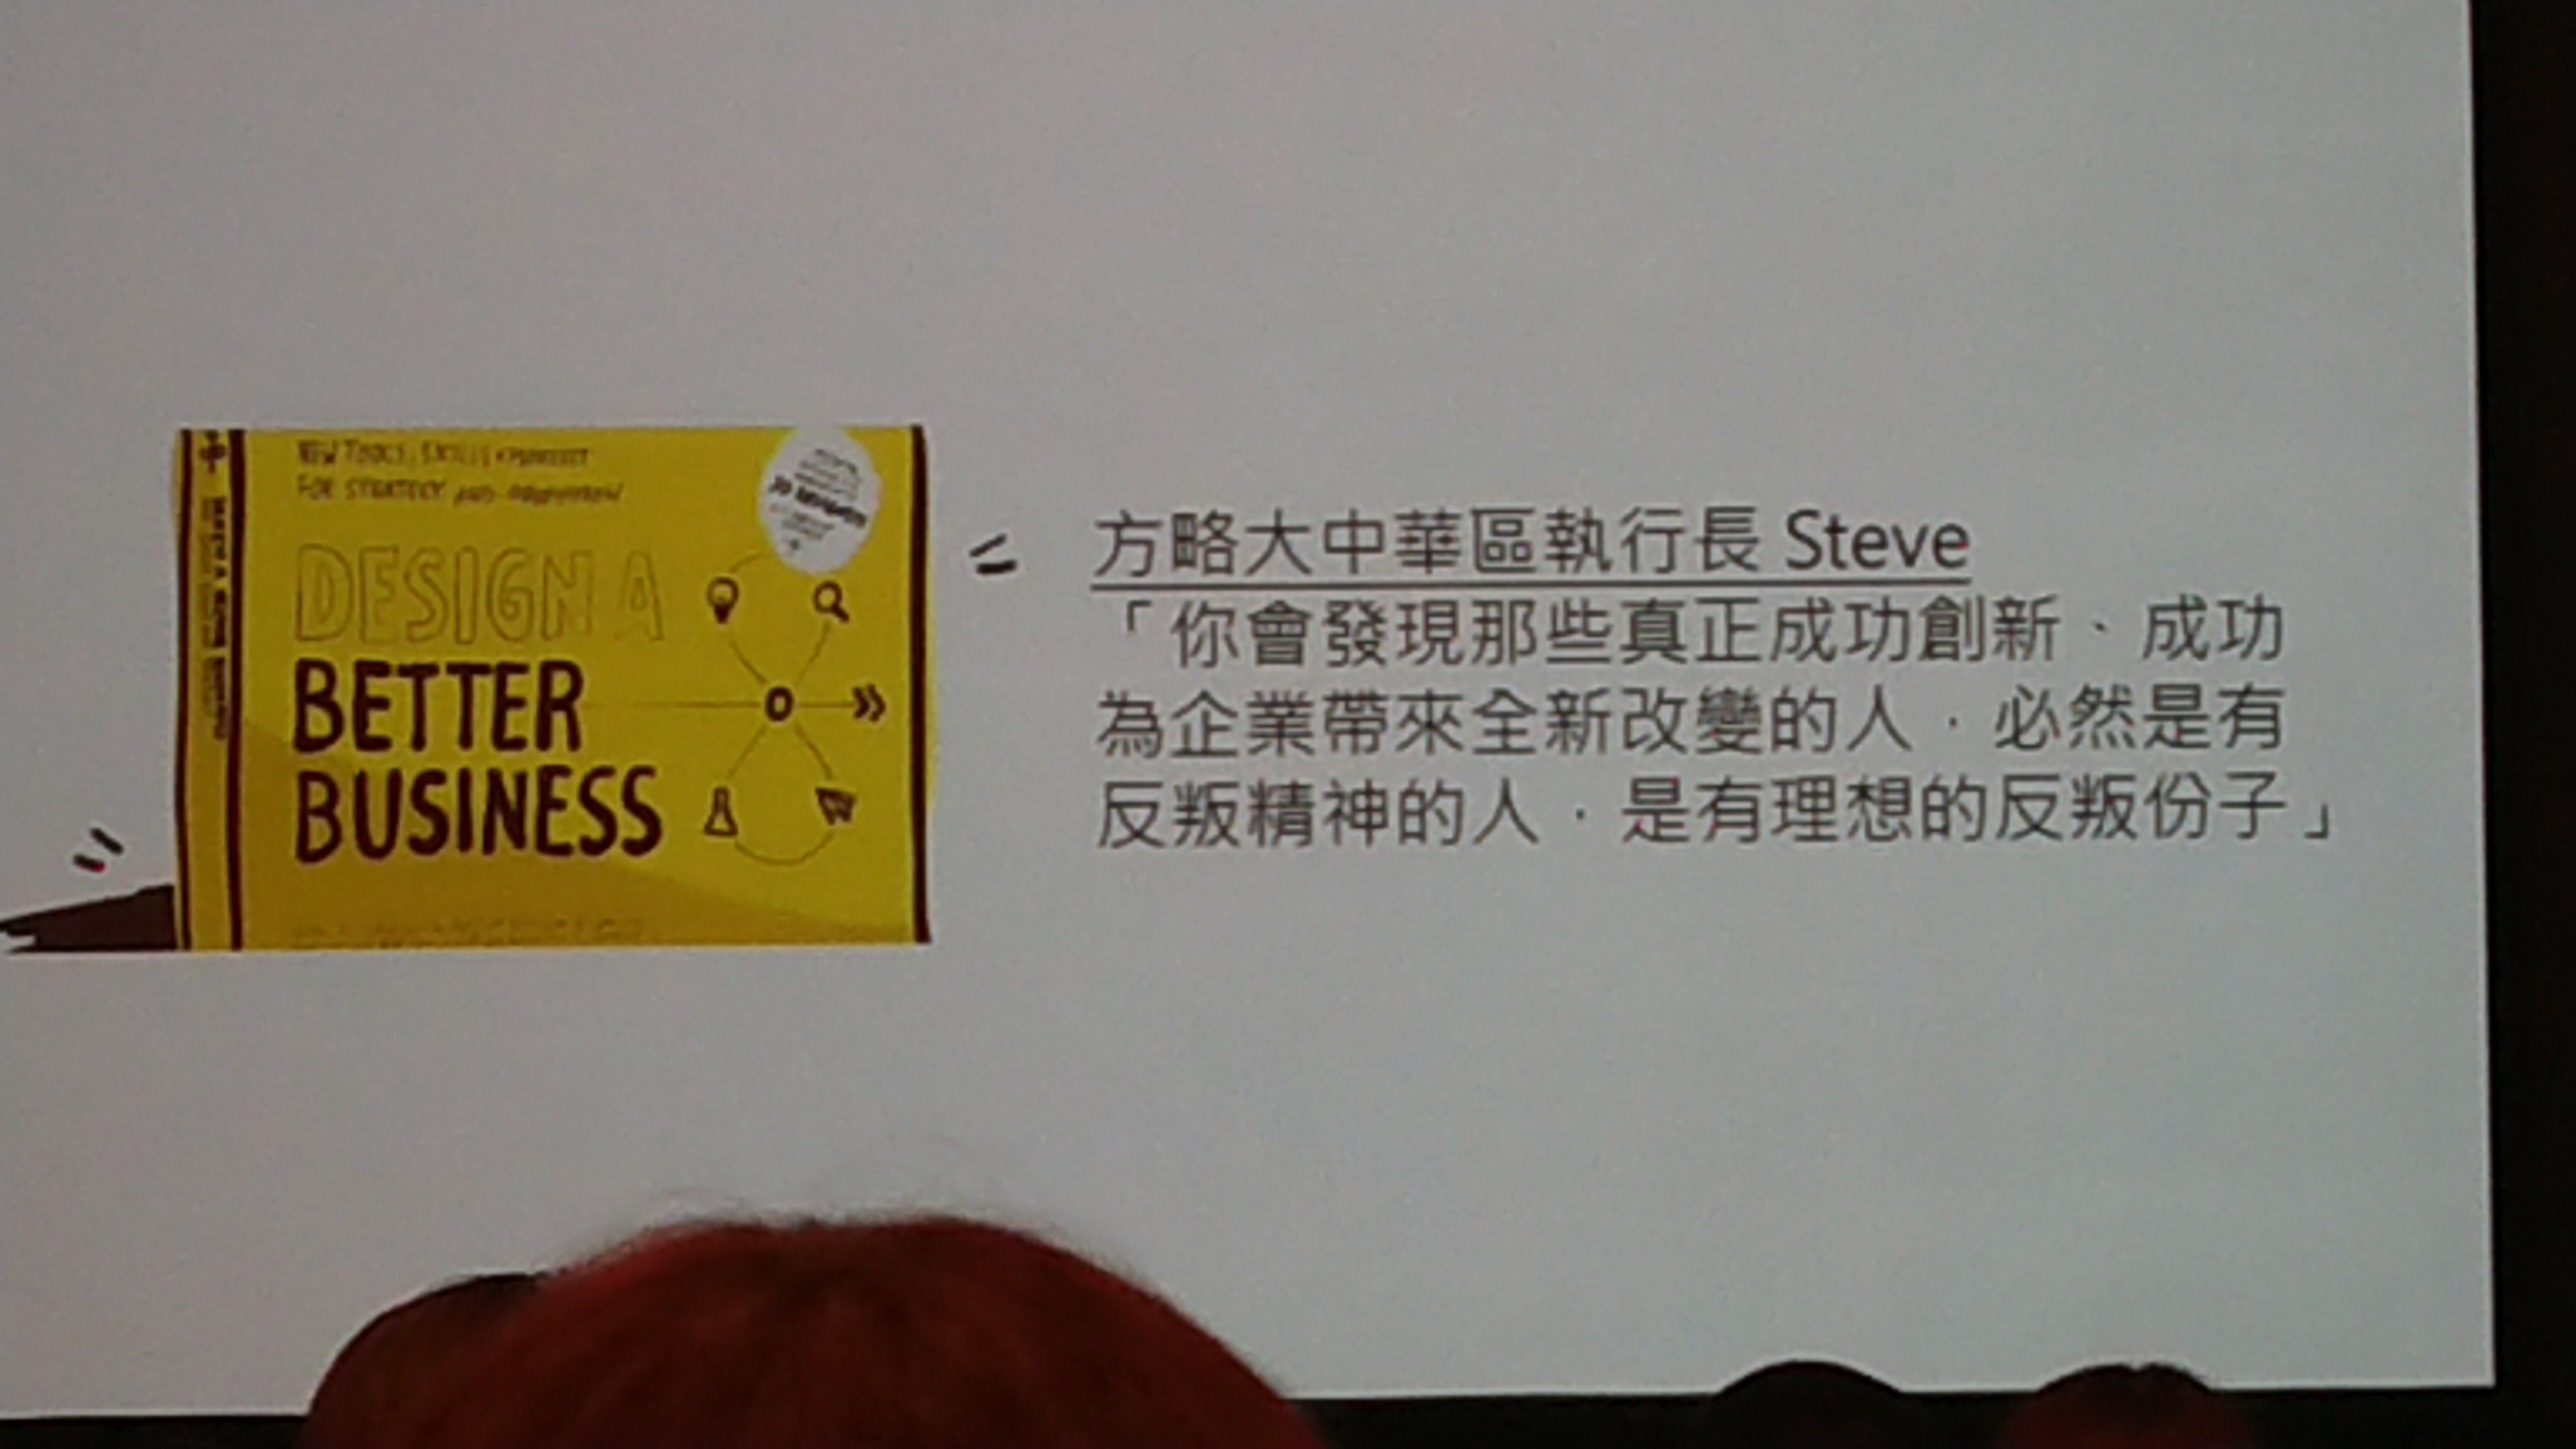 NEW TOOLS, SKILLS + MINDSET
FOR STRATEGY AND INNOVATION
DESIGN A
BETTER
BUSINESS
方略大中華區執行長 Steve
「你會發現那些真正成功創新、成功
為企業帶來全新改變的人，必然是有
反叛精神的人，是有理想的反叛份子」